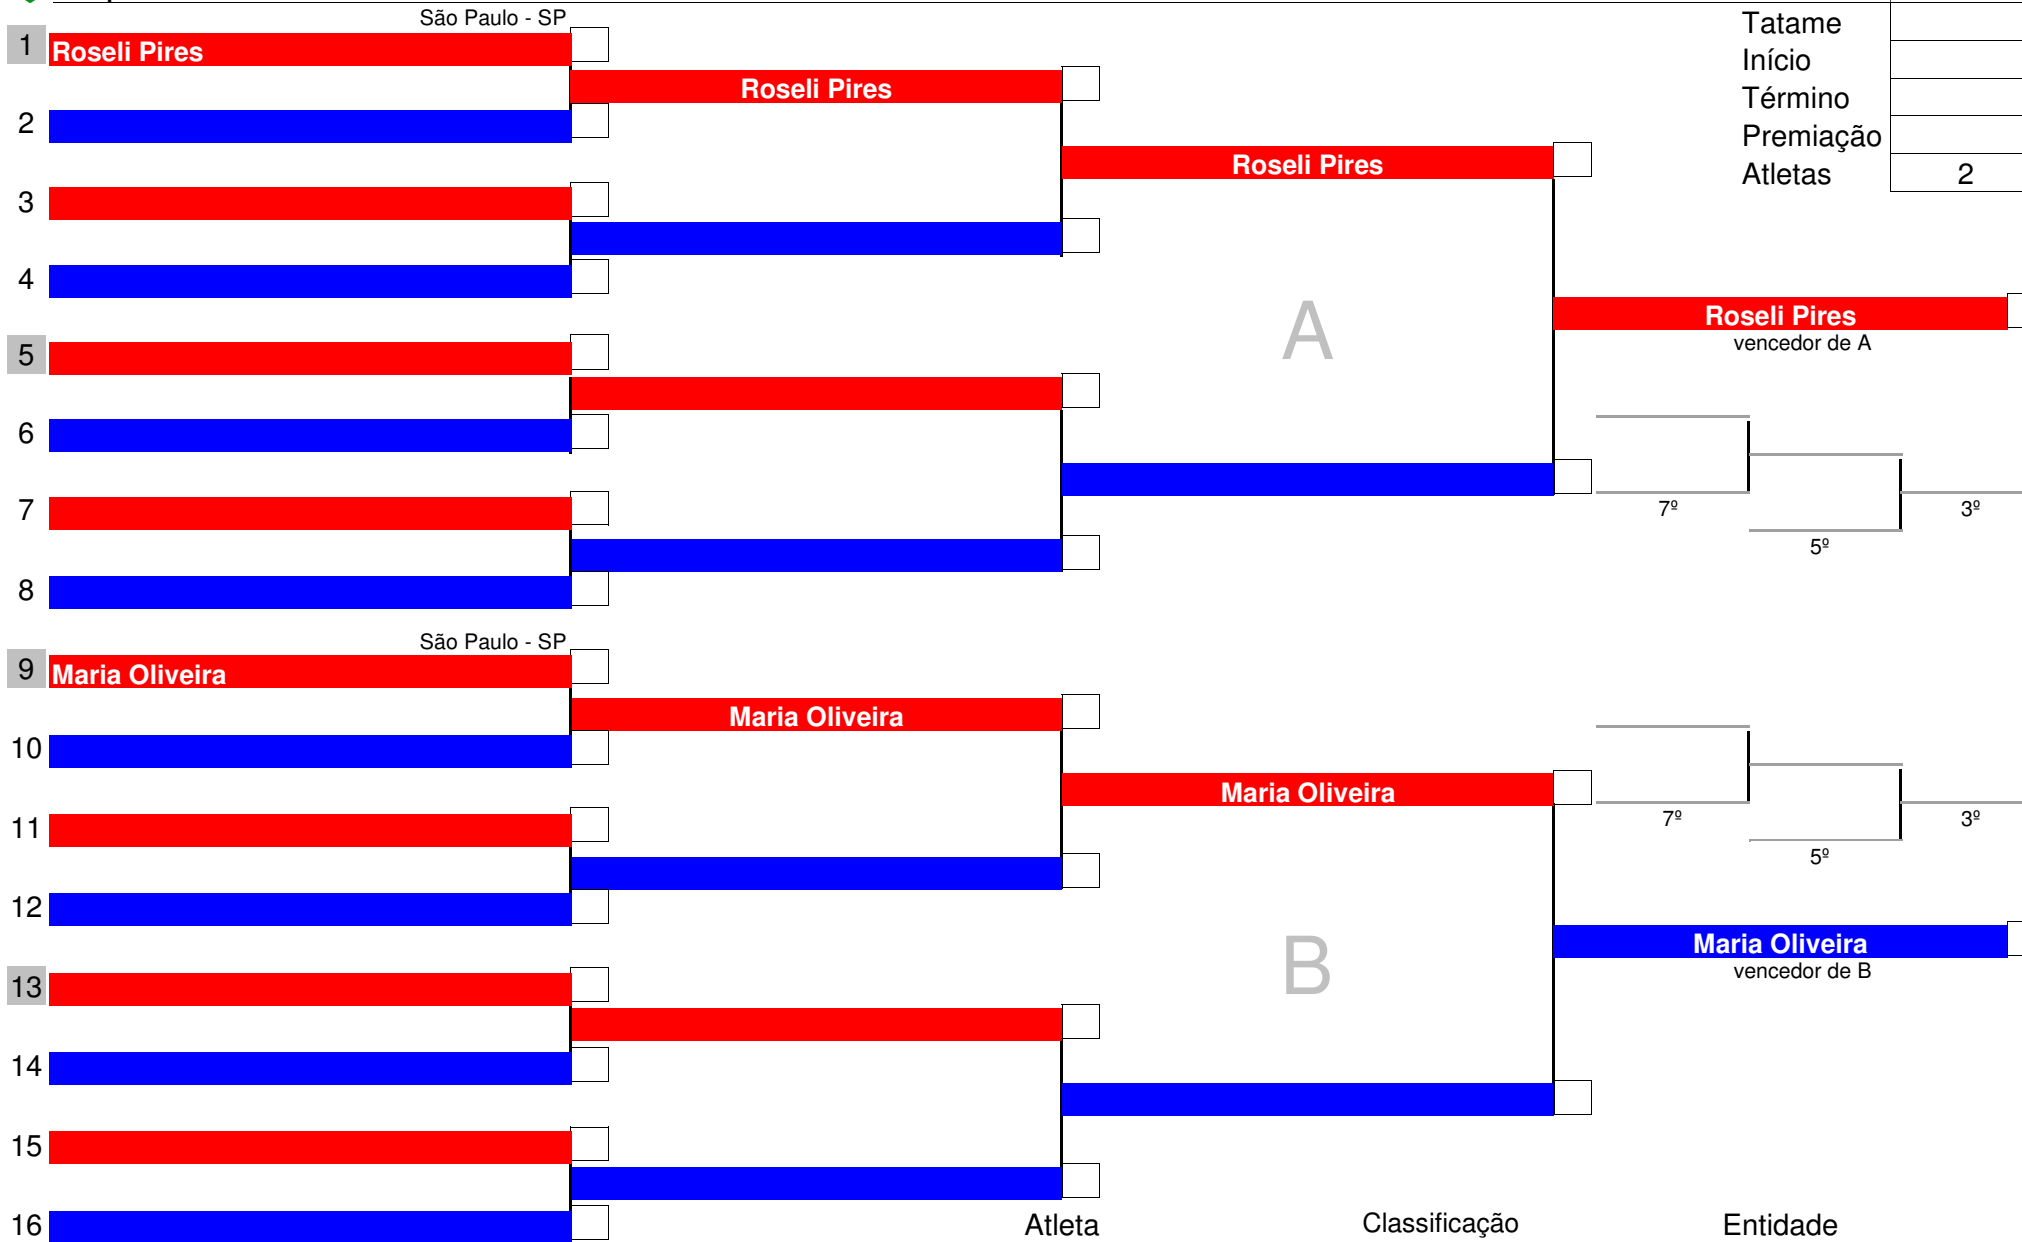 São Paulo - SP
Tatame
1 Roseli Pires
Início
Roseli Pires
Término
2
Premiação
Roseli Pires
Atletas 2
3
4
A
Roseli Pires
vencedor de A
5
6
7
7º
3º
5º
8
São Paulo - SP
9 Maria Oliveira
Maria Oliveira
10
Maria Oliveira
11
7º
3º
5º
12
B
Maria Oliveira
vencedor de B
13
14
15
16
Atleta Classificação Entidade